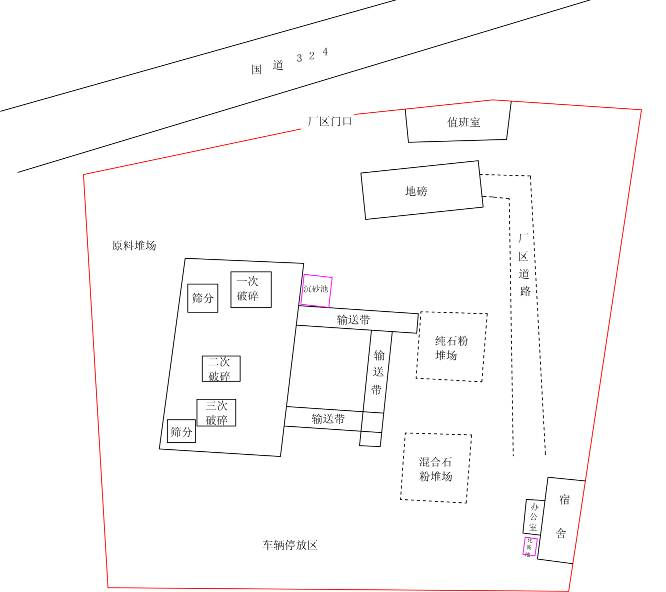 国道324
厂区门口
值班室
地磅
厂区道路
原料堆场
一次
破碎
筛分
沉砂池
输送带
纯石粉
堆场
输送带
二次
破碎
三次
破碎
筛分
输送带
混合石
粉堆场
宿舍
办公室
车辆停放区